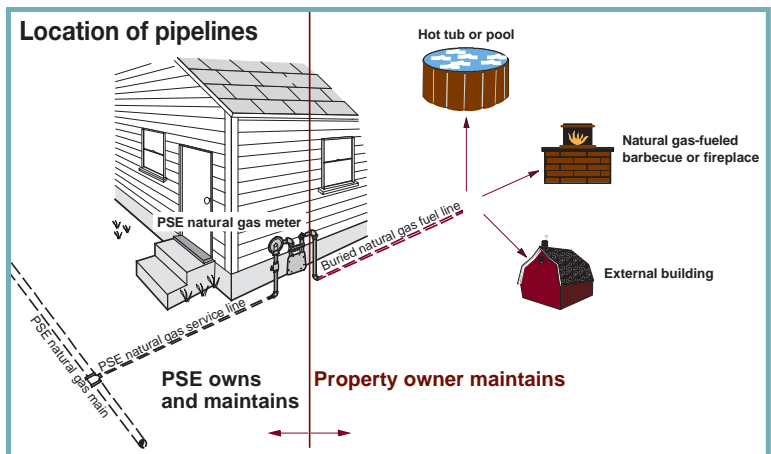 Location of pipelines
Hot tub or pool
Natural gas-fueled
barbecue or fireplace
PSE natural gas meter
Buried natural gas fuel line
External building
PSE natural gas service line
PSE natural gas main
PSE owns
and maintains
Property owner maintains